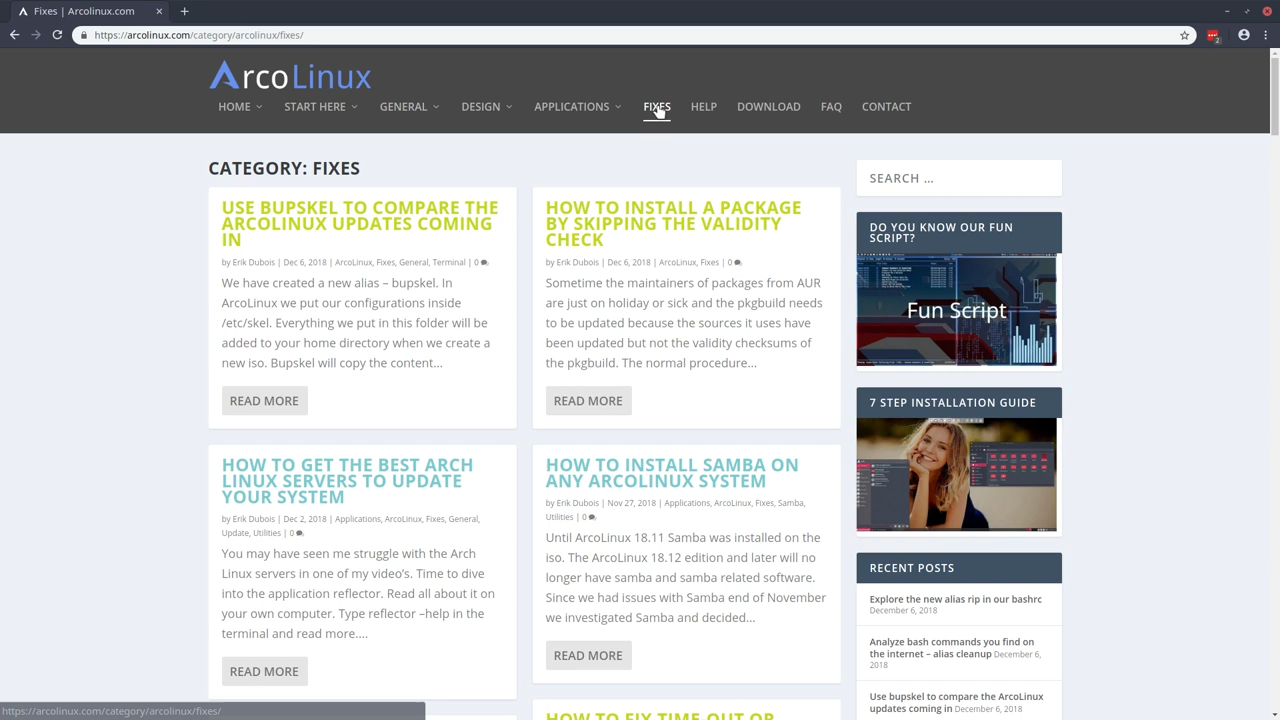 Fixes | Arcolinux.com
https://arcolinux.com/category/arcolinux/fixes/
2
ArcoLinux
HOME
START HERE
GENERAL
DESIGN
APPLICATIONS
FIXES
HELP
DOWNLOAD
FAQ
CONTACT
CATEGORY: FIXES
USE BUPSKEL TO COMPARE THE
ARCOLINUX UPDATES COMING
IN
by Erik Dubois | Dec 6, 2018 | ArcoLinux, Fixes, General, Terminal | 0
We have created a new alias – bupskel. In
ArcoLinux we put our configurations inside
/etc/skel. Everything we put in this folder will be
added to your home directory when we create a
new iso. Bupskel will copy the content...
READ MORE
HOW TO INSTALL A PACKAGE
BY SKIPPING THE VALIDITY
CHECK
by Erik Dubois | Dec 6, 2018 | ArcoLinux, Fixes | 0
Sometime the maintainers of packages from AUR
are just on holiday or sick and the pkgbuild needs
to be updated because the sources it uses have
been updated but not the validity checksums of
the pkgbuild. The normal procedure...
READ MORE
HOW TO GET THE BEST ARCH
LINUX SERVERS TO UPDATE
YOUR SYSTEM
by Erik Dubois | Dec 2, 2018 | Applications, ArcoLinux, Fixes, General,
Update, Utilities | 0
You may have seen me struggle with the Arch
Linux servers in one of my video's. Time to dive
into the application reflector. Read all about it on
your own computer. Type reflector –help in the
terminal and read more....
READ MORE
HOW TO INSTALL SAMBA ON
ANY ARCOLINUX SYSTEM
by Erik Dubois | Nov 27, 2018 | Applications, ArcoLinux, Fixes, Samba,
Utilities | 0
Until ArcoLinux 18.11 Samba was installed on the
iso. The ArcoLinux 18.12 edition and later will no
longer have samba and samba related software.
Since we had issues with Samba end of November
we investigated Samba and decided...
READ MORE
HOW TO FIX TIME OUT OR
SEARCH …
DO YOU KNOW OUR FUN
SCRIPT?
Fun Script
7 STEP INSTALLATION GUIDE
RECENT POSTS
Explore the new alias rip in our bashrc
December 6, 2018
Analyze bash commands you find on
the internet – alias cleanup December 6,
2018
Use bupskel to compare the ArcoLinux
updates coming in December 6, 2018
https://arcolinux.com/category/arcolinux/fixes/